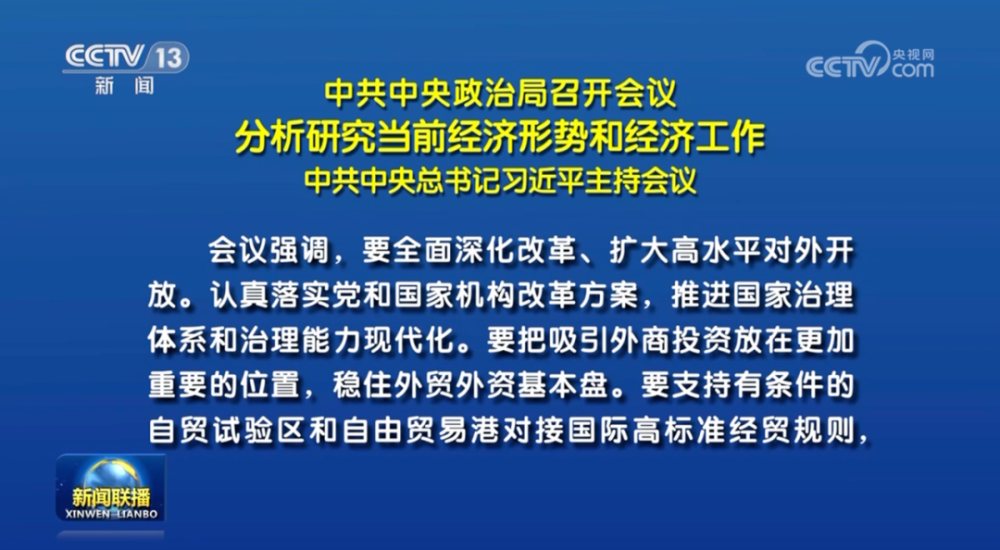 CCTV 13
新闻
央视网
CCTV.com
中共中央政治局召开会议
分析研究当前经济形势和经济工作
中共中央总书记习近平主持会议
会议强调，要全面深化改革、扩大高水平对外开
放。认真落实党和国家机构改革方案，推进国家治理
体系和治理能力现代化。要把吸引外商投资放在更加
重要的位置，稳住外贸外资基本盘。要支持有条件的
自贸试验区和自由贸易港对接国际高标准经贸规则，
新闻联播
XINWEN LIANBO